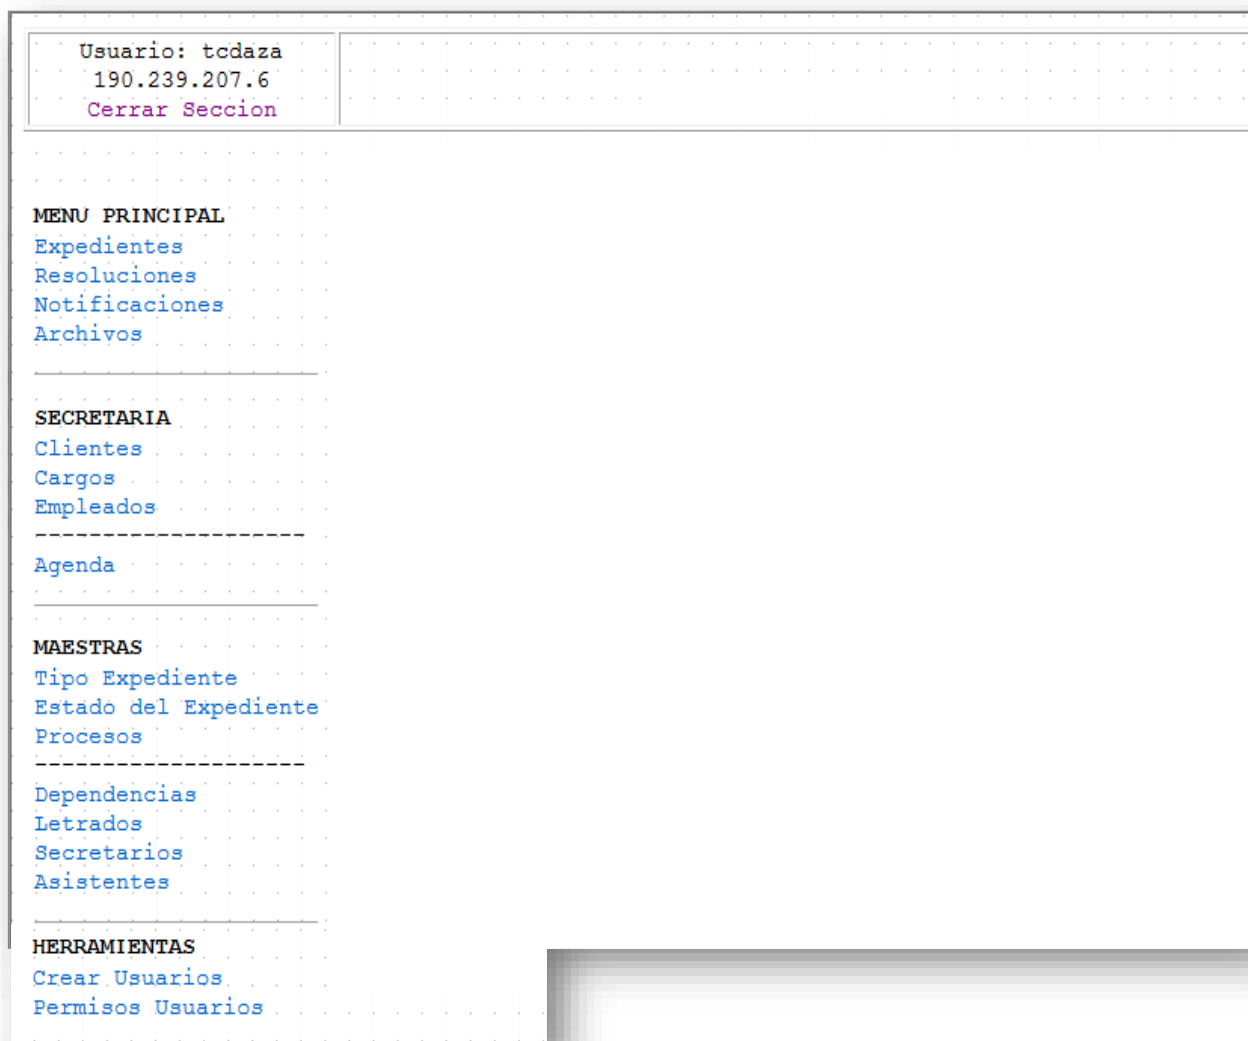 Usuario: tcdaza
190.239.207.6
Cerrar Seccion
MENU PRINCIPAL
Expedientes
Resoluciones
Notificaciones
Archivos
SECRETARIA
Clientes
Cargos
Empleados
--------------------
Agenda
MAESTRAS
Tipo Expediente
Estado del Expediente
Procesos
--------------------
Dependencias
Letrados
Secretarios
Asistentes
HERRAMIENTAS
Crear Usuarios
Permisos Usuarios